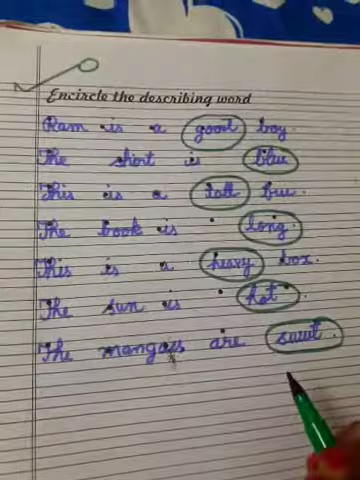 Encircle the describing word
Ram is a good boy.
The shirt is blue
This is a tall
The book is long.
This is a heavy box.
The sun is hot.
The mangoes are sweet.